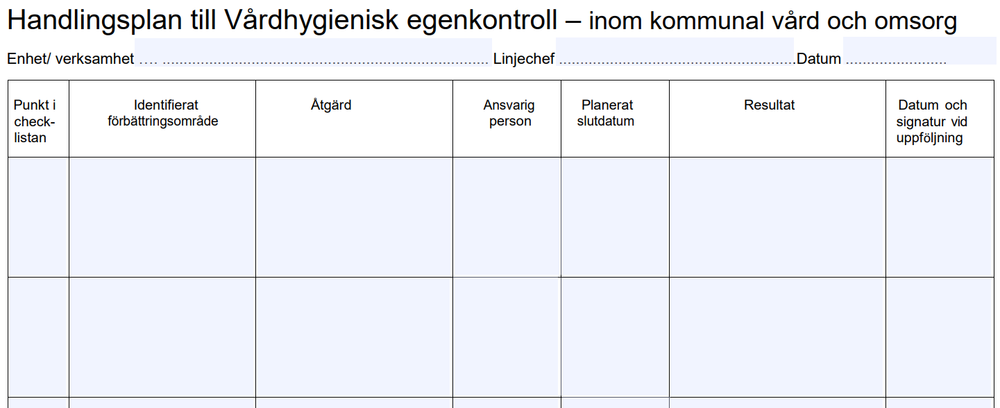 Handlingsplan till Vårdhygienisk egenkontroll – inom kommunal vård och omsorg
Enhet/ verksamhet .... .............................................................................. Linjechef .........................................................Datum ........................
Punkt i check-listan
Identifierat förbättringsområde
Åtgärd
Ansvarig person
Planerat slutdatum
Resultat
Datum och signatur vid uppföljning